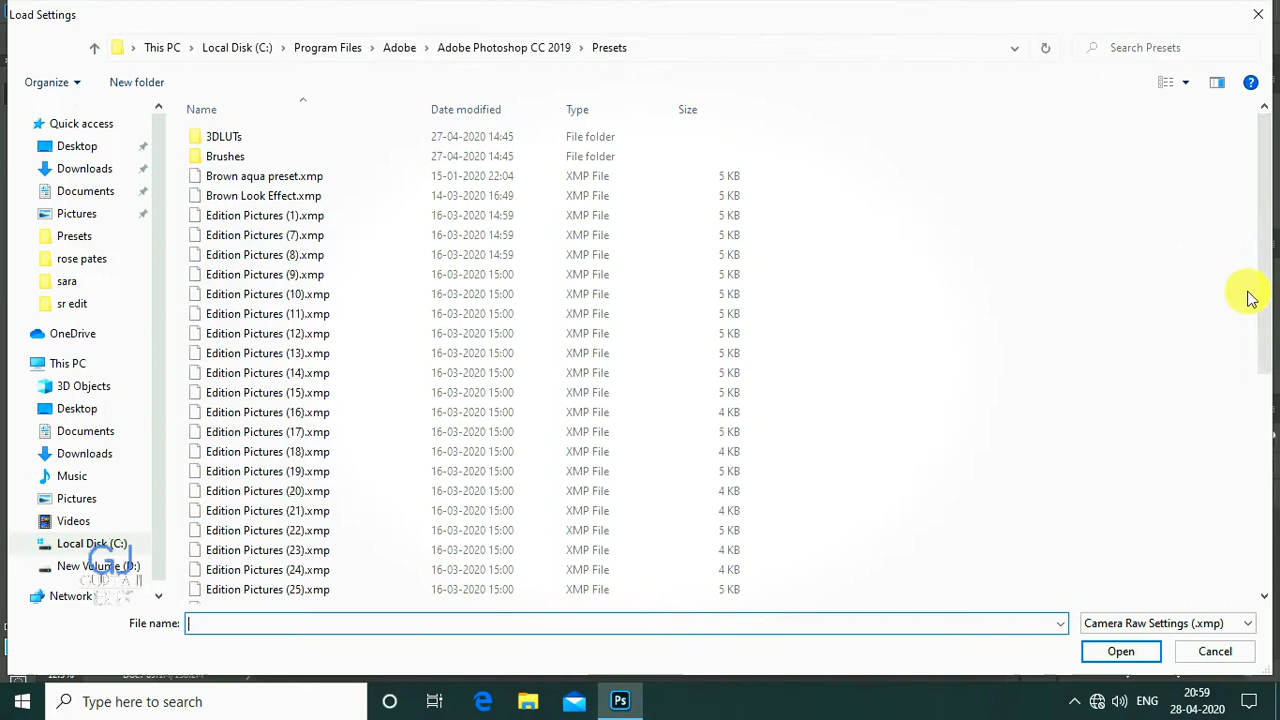 Load Settings
This PC > Local Disk (C:) > Program Files > Adobe > Adobe Photoshop CC 2019 > Presets
Search Presets
Organize
New folder
Name
Date modified
Type
Size
Quick access
Desktop
Downloads
Documents
Pictures
Presets
rose pates
sara
sr edit
OneDrive
This PC
3D Objects
Desktop
Documents
Downloads
Music
Pictures
Videos
Local Disk (C:)
New Volume (D:)
Network
3DLUTs 27-04-2020 14:45 File folder
Brushes 27-04-2020 14:45 File folder
Brown aqua preset.xmp 15-01-2020 22:04 XMP File 5 KB
Brown Look Effect.xmp 14-03-2020 16:49 XMP File 5 KB
Edition Pictures (1).xmp 16-03-2020 14:59 XMP File 5 KB
Edition Pictures (7).xmp 16-03-2020 14:59 XMP File 5 KB
Edition Pictures (8).xmp 16-03-2020 14:59 XMP File 5 KB
Edition Pictures (9).xmp 16-03-2020 15:00 XMP File 5 KB
Edition Pictures (10).xmp 16-03-2020 15:00 XMP File 5 KB
Edition Pictures (11).xmp 16-03-2020 15:00 XMP File 5 KB
Edition Pictures (12).xmp 16-03-2020 15:00 XMP File 5 KB
Edition Pictures (13).xmp 16-03-2020 15:00 XMP File 5 KB
Edition Pictures (14).xmp 16-03-2020 15:00 XMP File 5 KB
Edition Pictures (15).xmp 16-03-2020 15:00 XMP File 5 KB
Edition Pictures (16).xmp 16-03-2020 15:00 XMP File 4 KB
Edition Pictures (17).xmp 16-03-2020 15:00 XMP File 5 KB
Edition Pictures (18).xmp 16-03-2020 15:00 XMP File 4 KB
Edition Pictures (19).xmp 16-03-2020 15:00 XMP File 5 KB
Edition Pictures (20).xmp 16-03-2020 15:00 XMP File 4 KB
Edition Pictures (21).xmp 16-03-2020 15:00 XMP File 5 KB
Edition Pictures (22).xmp 16-03-2020 15:00 XMP File 5 KB
Edition Pictures (23).xmp 16-03-2020 15:00 XMP File 4 KB
Edition Pictures (24).xmp 16-03-2020 15:00 XMP File 4 KB
Edition Pictures (25).xmp 16-03-2020 15:00 XMP File 5 KB
GJ
GUPTA JI
File name:
Camera Raw Settings (.xmp)
Open
Cancel
Type here to search
Ps
ENG
20:59
28-04-2020